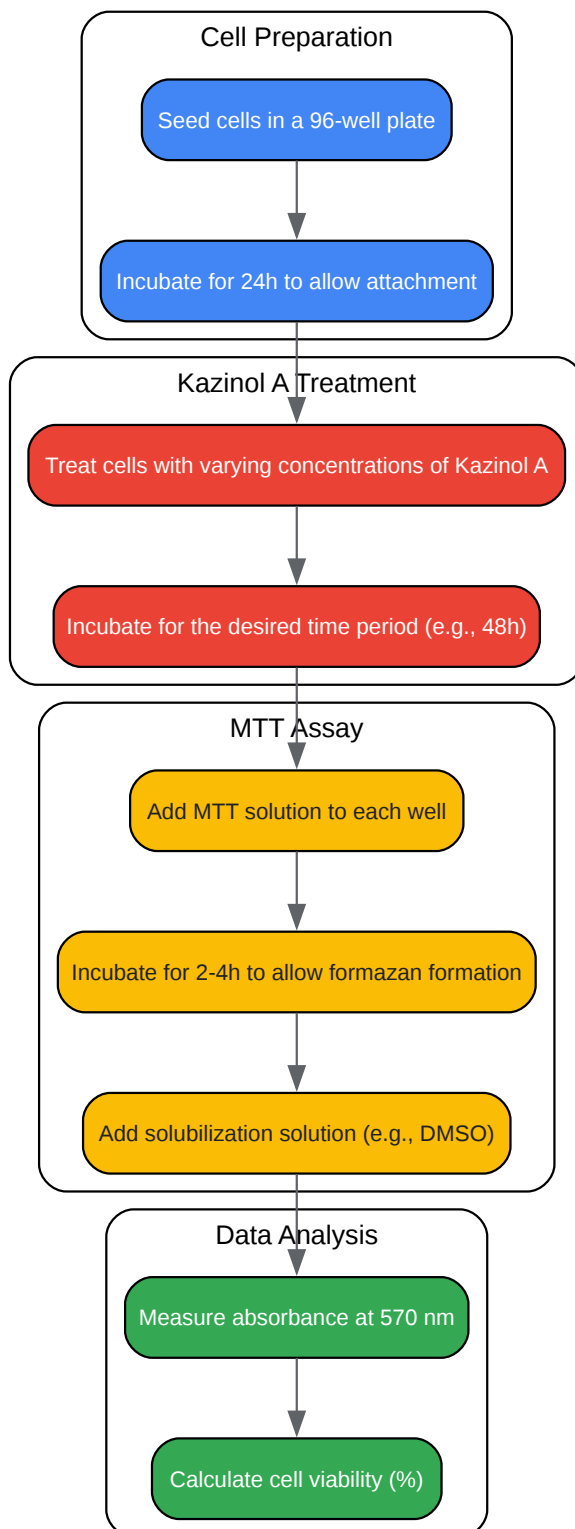 Cell Preparation
Seed cells in a 96-well plate
Incubate for 24h to allow attachment
Kazinol A Treatment
Treat cells with varying concentrations of Kazinol A
Incubate for the desired time period (e.g., 48h)
MTT Assay
Add MTT solution to each well
Incubate for 2-4h to allow formazan formation
Add solubilization solution (e.g., DMSO)
Data Analysis
Measure absorbance at 570 nm
Calculate cell viability (%)